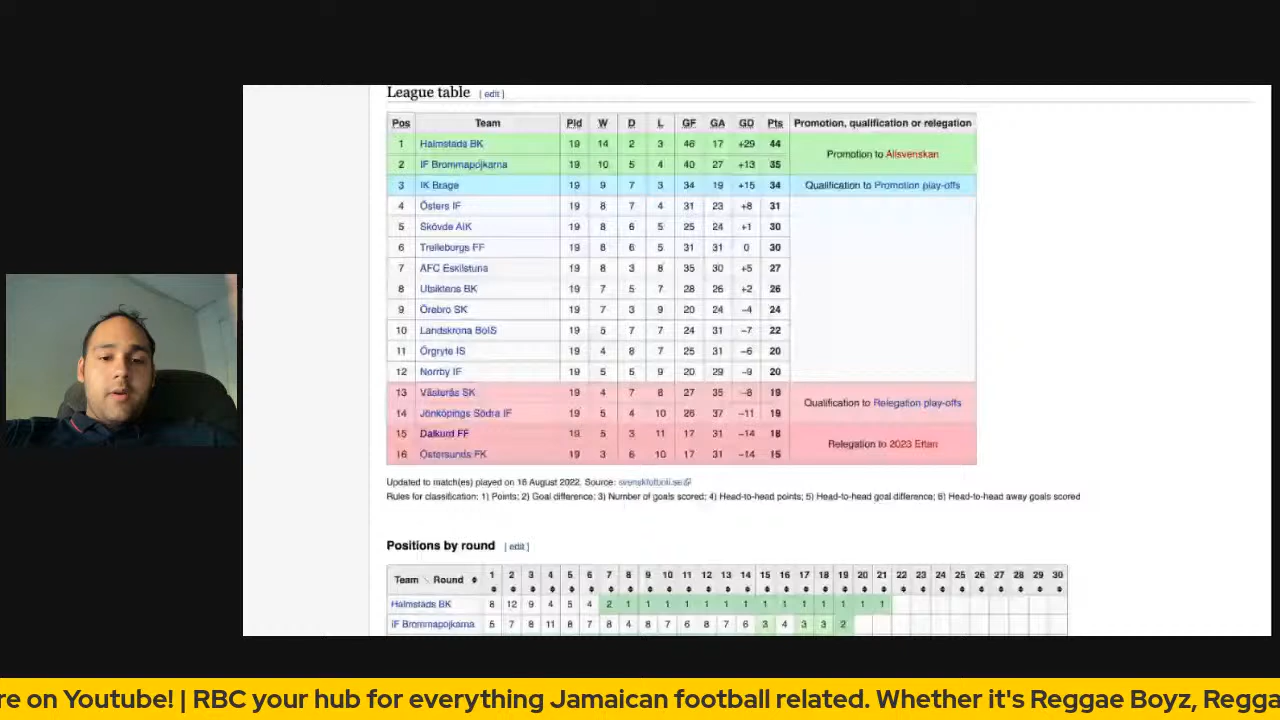 League table [ edit ]
Pos Team Pld W D L GF GA GD Pts Promotion, qualification or relegation
1 Halmstads BK 19 14 2 3 46 17 +29 44 Promotion to Allsvenskan
2 IF Brommapojkarna 19 10 5 4 40 27 +13 35
3 IK Brage 19 9 7 3 34 19 +15 34 Qualification to Promotion play-offs
4 Östers IF 19 8 7 4 31 23 +8 31
5 Skövde AIK 19 8 6 5 25 24 +1 30
6 Trelleborgs FF 19 8 6 5 31 31 0 30
7 AFC Eskilstuna 19 8 3 8 35 30 +5 27
8 Utsiktens BK 19 7 5 7 28 26 +2 26
9 Örebro SK 19 7 3 9 20 24 −4 24
10 Landskrona BoIS 19 5 7 7 24 31 −7 22
11 Örgryte IS 19 4 8 7 25 31 −6 20
12 Norrby IF 19 5 5 9 20 29 −9 20
13 Västerås SK 19 4 7 8 27 35 −8 19 Qualification to Relegation play-offs
14 Jönköpings Södra IF 19 5 4 10 26 37 −11 19
15 Dalkurd FF 19 5 3 11 17 31 −14 18 Relegation to 2023 Ettan
16 Östersunds FK 19 3 6 10 17 31 −14 15
Updated to match(es) played on 16 August 2022. Source: svenskfotboll.se
Rules for classification: 1) Points; 2) Goal difference; 3) Number of goals scored; 4) Head-to-head points; 5) Head-to-head goal difference; 6) Head-to-head away goals scored
Positions by round [ edit ]
Team Round 1 2 3 4 5 6 7 8 9 10 11 12 13 14 15 16 17 18 19 20 21 22 23 24 25 26 27 28 29 30
Halmstads BK 8 12 9 4 5 4 2 1 1 1 1 1 1 1 1 1 1 1 1 1 1
IF Brommapojkarna 5 7 8 11 8 7 8 4 8 7 6 8 7 6 3 4 3 3 2
re on Youtube! | RBC your hub for everything Jamaican football related. Whether it's Reggae Boyz, Regga